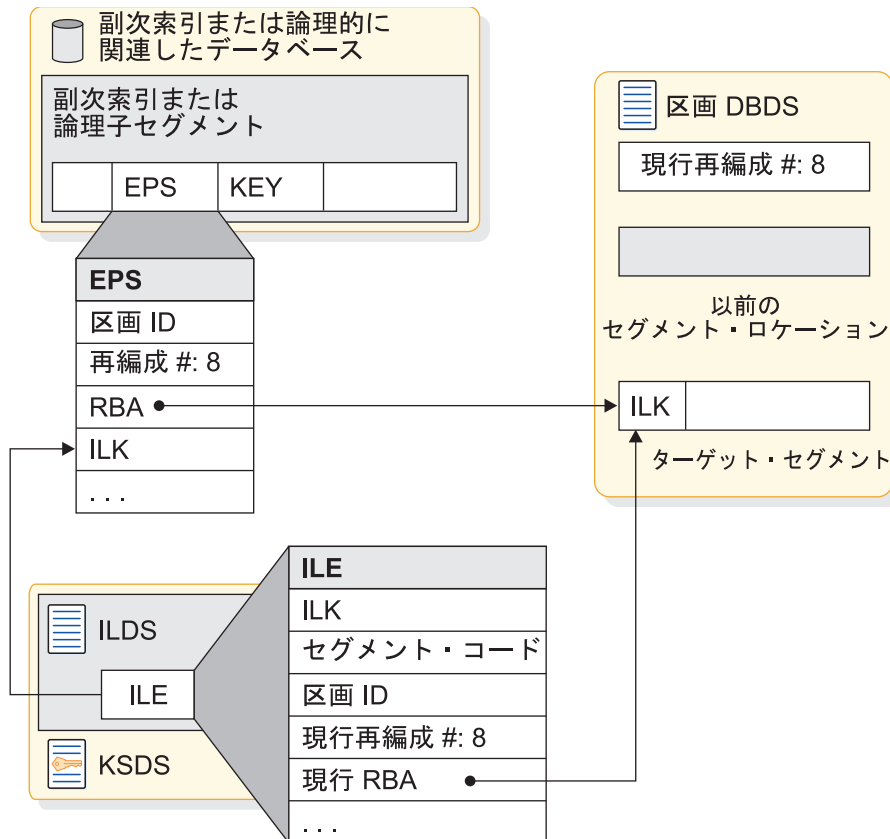 副次索引または論理的に
関連したデータベース
副次索引または
論理子セグメント
EPS
KEY
EPS
区画 ID
再編成 #: 8
RBA
ILK
. . .
区画 DBDS
現行再編成 #: 8
以前の
セグメント・ロケーション
ILK
ターゲット・セグメント
ILDS
ILE
KSDS
ILE
ILK
セグメント・コード
区画 ID
現行再編成 #: 8
現行 RBA
. . .